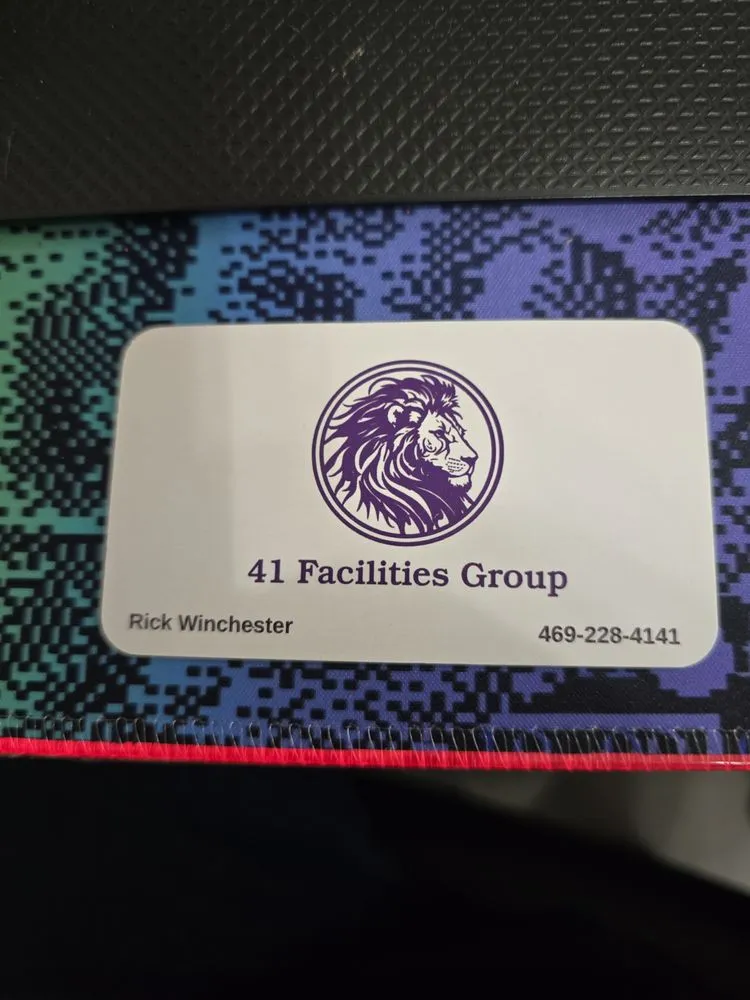 41 Facilities Group
Rick Winchester
469-228-4141